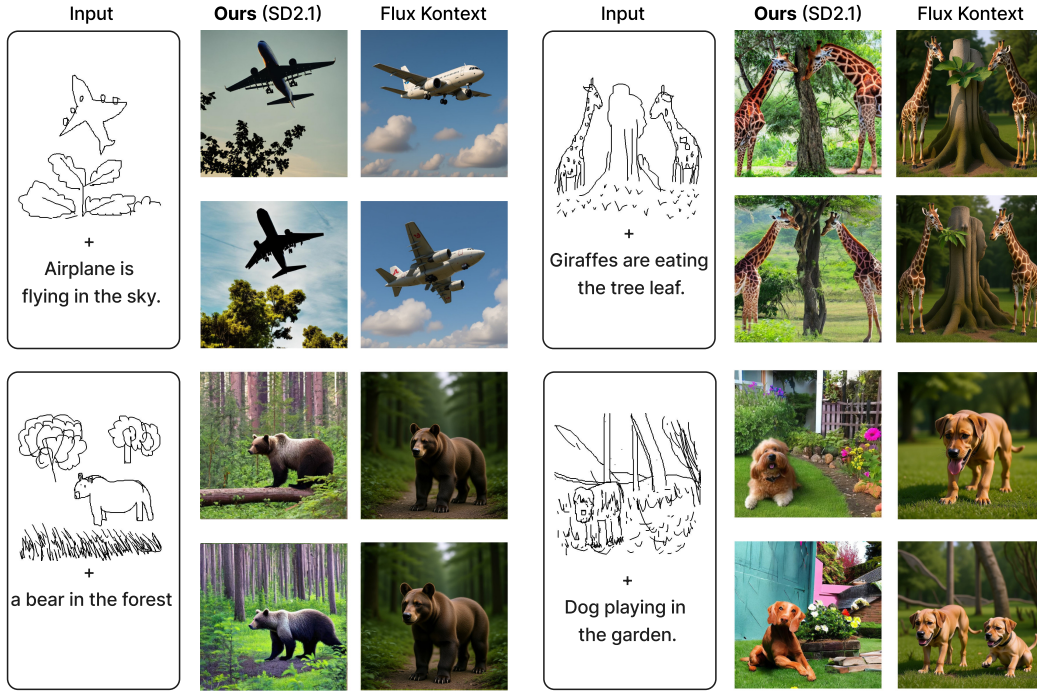 Input
Ours (SD2.1)
Flux Kontext
Input
Ours (SD2.1)
Flux Kontext
+
Airplane is
flying in the sky.
+
Giraffes are eating
the tree leaf.
+
a bear in the forest
+
Dog playing in
the garden.